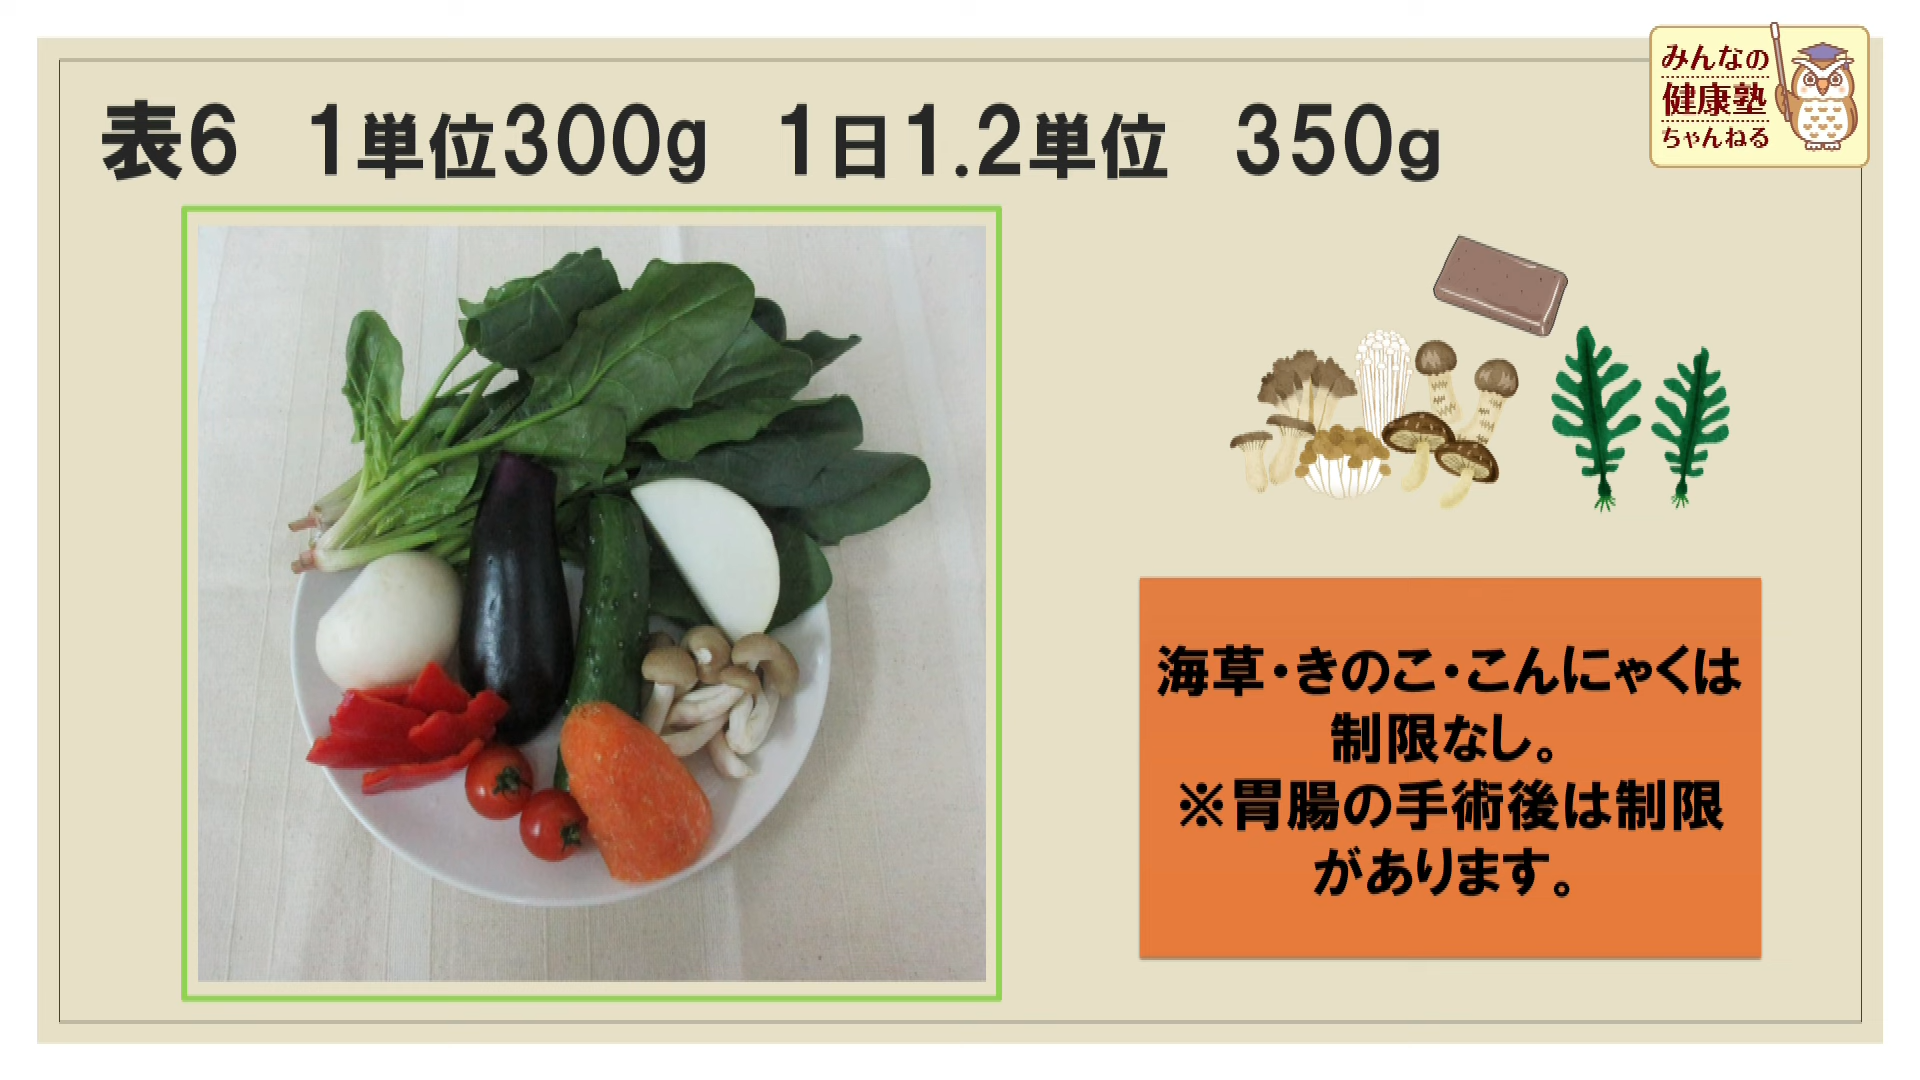 表6　1単位300g　1日1.2単位　350g
みんなの
健康塾
ちゃんねる
海草・きのこ・こんにゃくは
制限なし。
※胃腸の手術後は制限
があります。